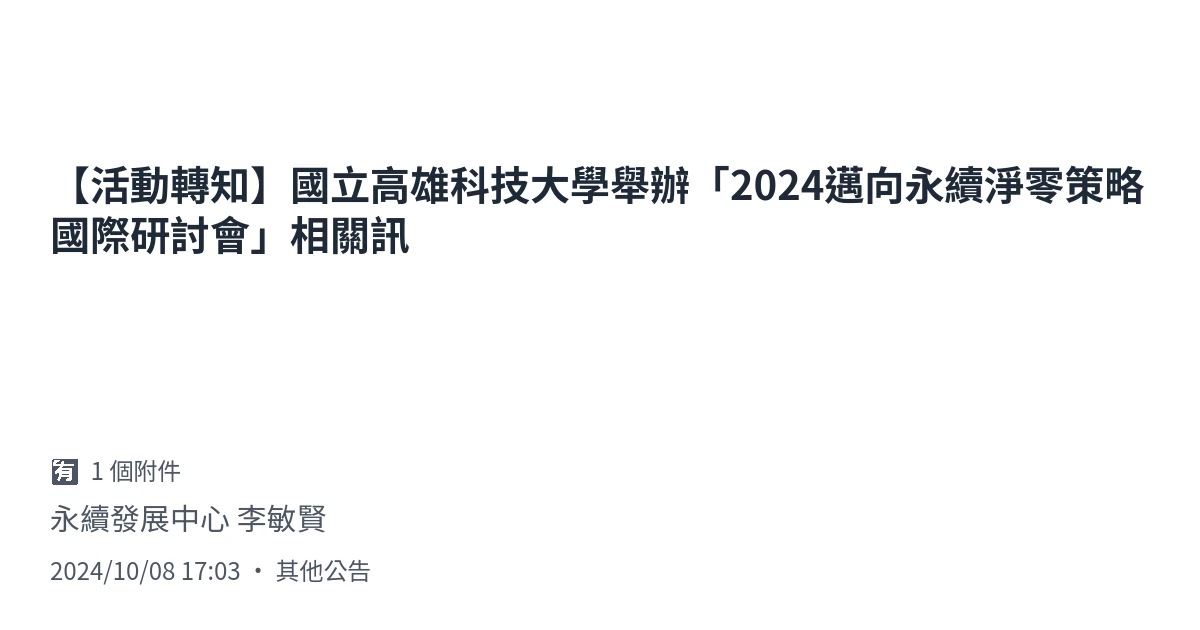 【活動轉知】國立高雄科技大學舉辦「2024邁向永續淨零策略
國際研討會」相關訊
有 1 個附件
永續發展中心 李敏賢
2024/10/08 17:03 • 其他公告